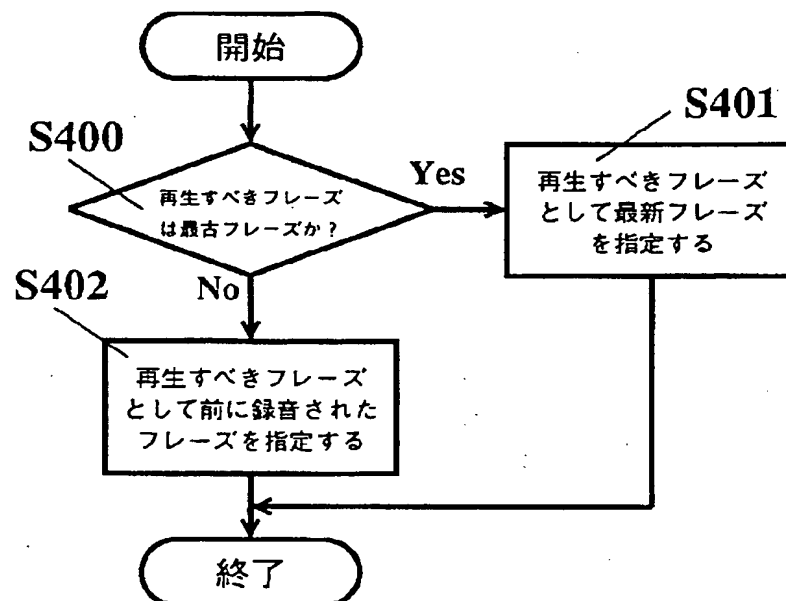 開始
S400
再生すべきフレーズ
は最古フレーズか？
Yes
S401
再生すべきフレーズ
として最新フレーズ
を指定する
No
S402
再生すべきフレーズ
として前に録音された
フレーズを指定する
終了